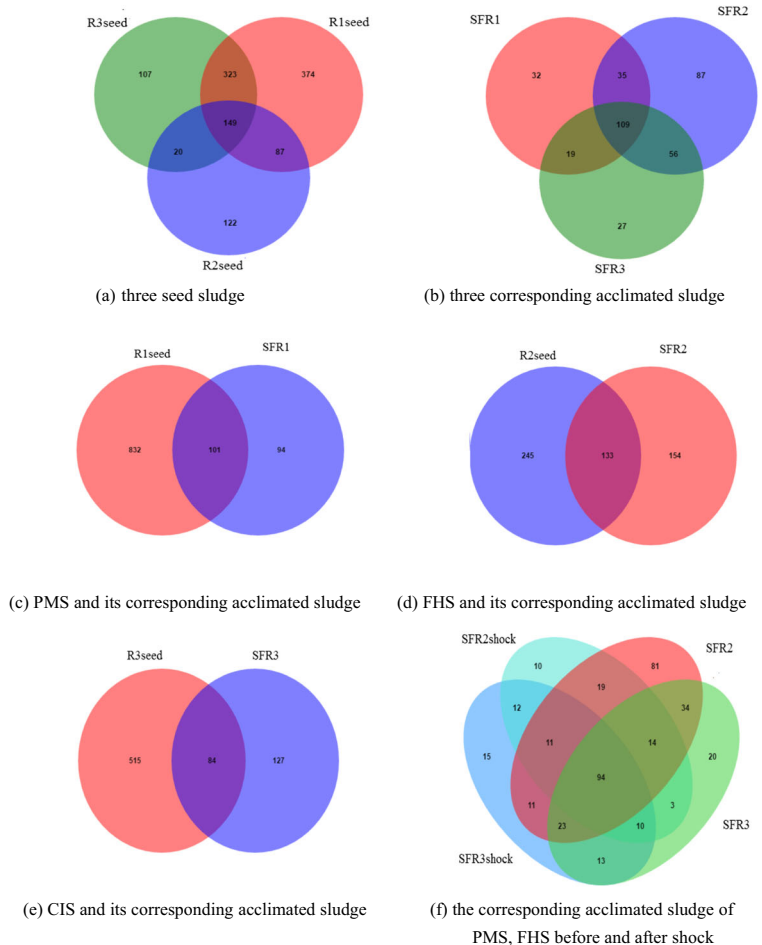 R3seed
R1seed
107
323
374
149
20
87
122
R2seed
(a) three seed sludge
SFR1
SFR2
32
35
87
109
19
56
27
SFR3
(b) three corresponding acclimated sludge
R1seed
SFR1
832
101
94
(c) PMS and its corresponding acclimated sludge
R2seed
SFR2
245
133
154
(d) FHS and its corresponding acclimated sludge
R3seed
SFR3
515
84
127
(e) CIS and its corresponding acclimated sludge
SFR2shock
SFR2
10
81
19
12
34
11
14
15
20
94
11
3
23
10
SFR3
SFR3shock
13
(f) the corresponding acclimated sludge of
PMS, FHS before and after shock